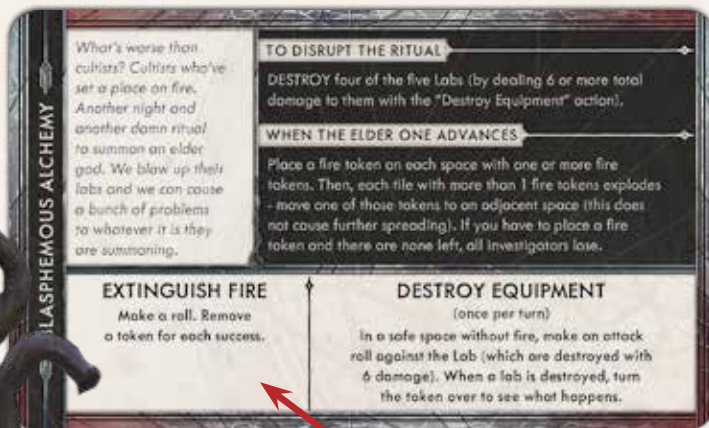 BLASPHEMOUS ALCHEMY
What's worse than
cultists? Cultists who've
set a place on fire.
Another night and
another damn ritual
to summon an elder
god. We blow up their
labs and we can cause
a bunch of problems
to whatever it is they
are summoning.
TO DISRUPT THE RITUAL
DESTROY four of the five Labs (by dealing 6 or more total
damage to them with the "Destroy Equipment" action).
WHEN THE ELDER ONE ADVANCES
Place a fire token on each space with one or more fire
tokens. Then, each tile with more than 1 fire tokens explodes
- move one of those tokens to an adjacent space (this does
not cause further spreading). If you have to place a fire
token and there are none left, all investigators lose.
EXTINGUISH FIRE
Make a roll. Remove
a token for each success.
DESTROY EQUIPMENT
(once per turn)
In a safe space without fire, make an attack
roll against the Lab (which are destroyed with
6 damage). When a lab is destroyed, turn
the token over to see what happens.